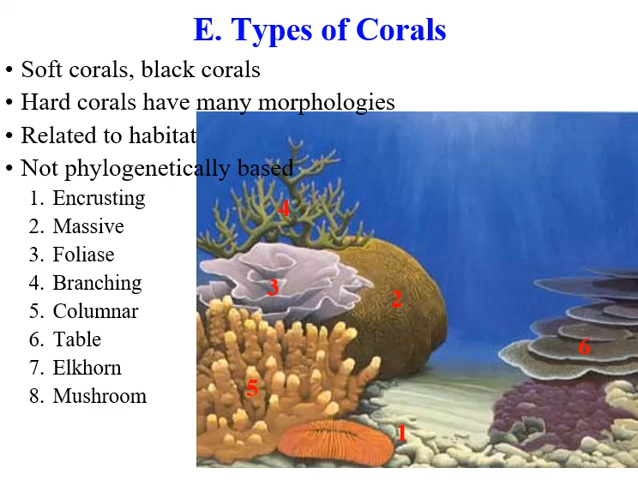 E. Types of Corals
• Soft corals, black corals
• Hard corals have many morphologies
• Related to habitat
• Not phylogenetically based
1. Encrusting
2. Massive
3. Foliase
4. Branching
5. Columnar
6. Table
7. Elkhorn
8. Mushroom
4
3
2
6
5
1